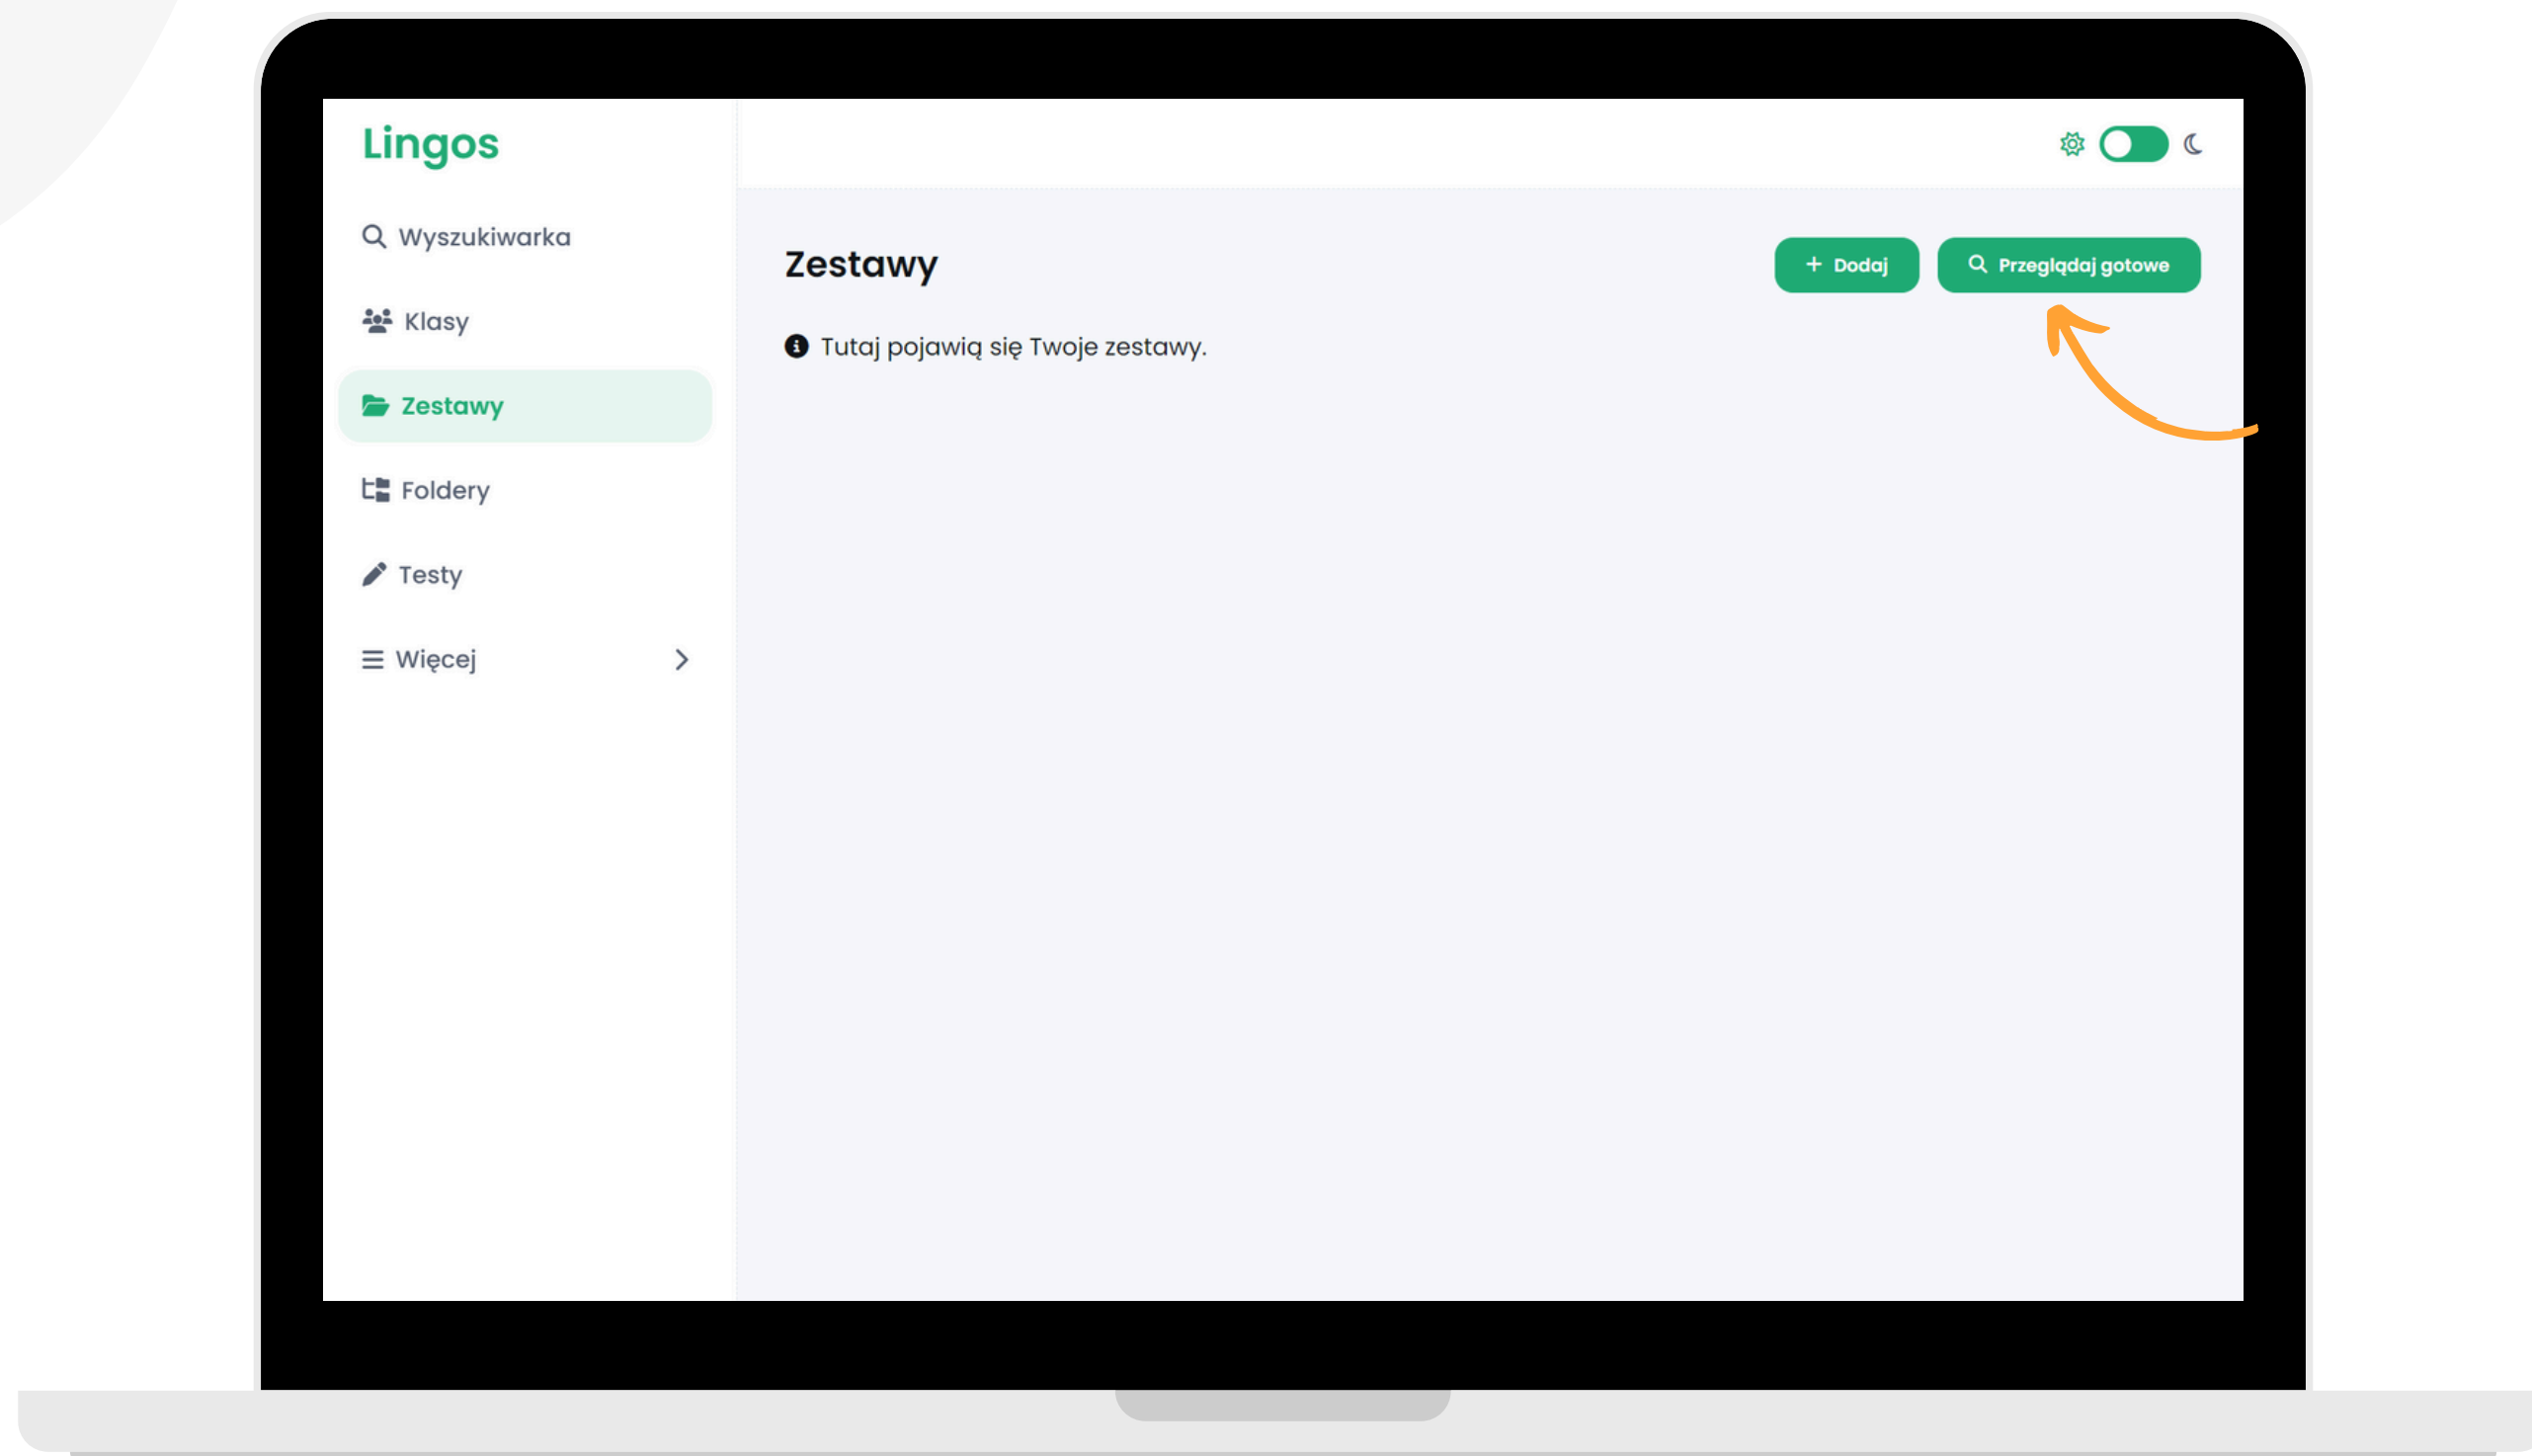 Lingos
Wyszukiwarka
Klasy
Zestawy
Foldery
Testy
Więcej
Zestawy
+ Dodaj
Przeglądaj gotowe
Tutaj pojawią się Twoje zestawy.